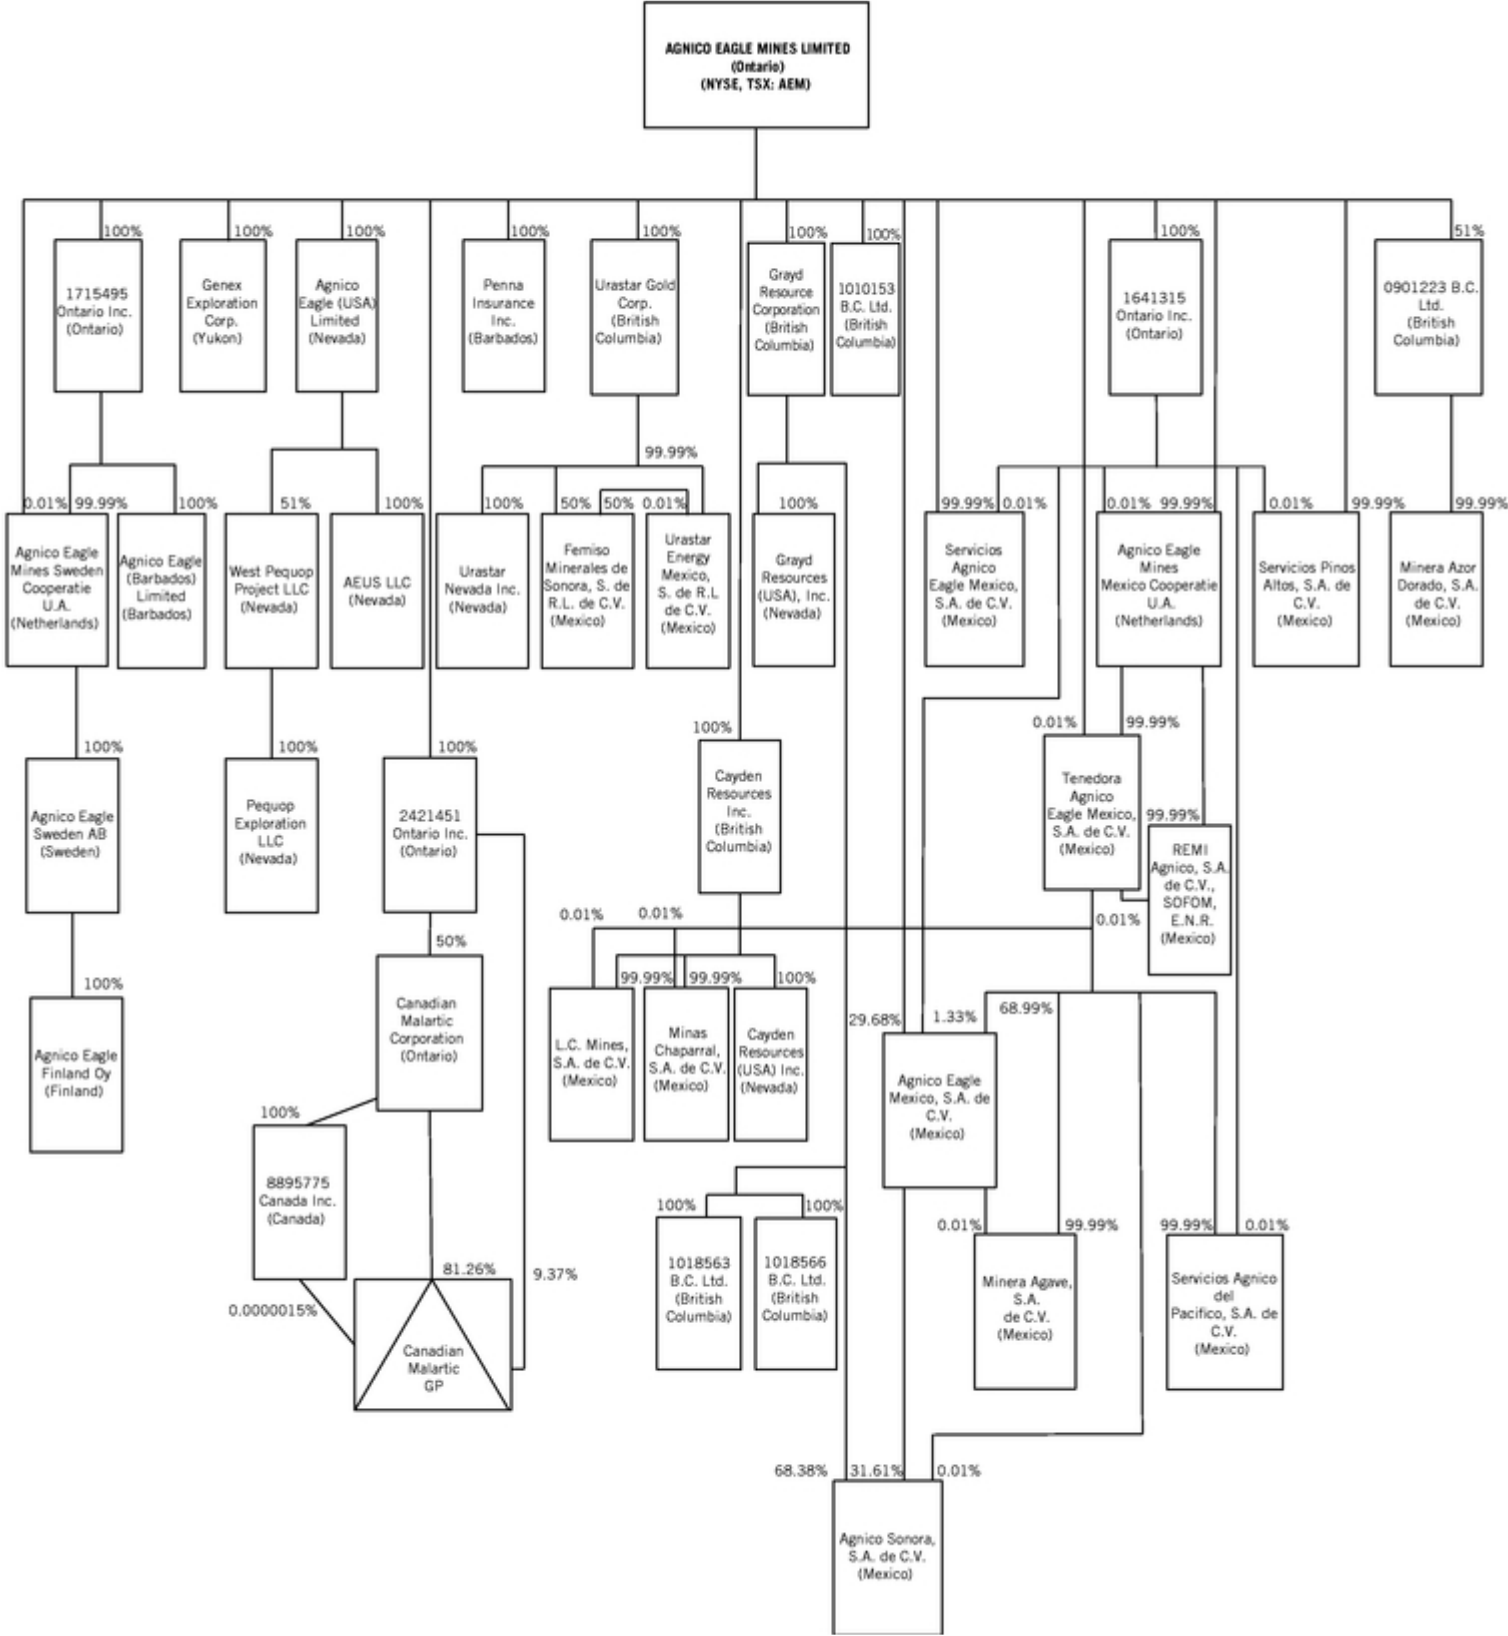 AGNICO EAGLE MINES LIMITED
(Ontario)
(NYSE, TSX: AEM)
100%
1715495
Ontario Inc.
(Ontario)
100%
Genex
Exploration
Corp.
(Yukon)
100%
Agnico
Eagle (USA)
Limited
(Nevada)
100%
Penna
Insurance
Inc.
(Barbados)
100%
Urastar Gold
Corp.
(British
Columbia)
100%
Grayd
Resource
Corporation
(British
Columbia)
100%
1010153
B.C. Ltd.
(British
Columbia)
100%
1641315
Ontario Inc.
(Ontario)
51%
0901223 B.C.
Ltd.
(British
Columbia)
0.01% 99.99%
Agnico Eagle
Mines Sweden
Cooperatie
U.A.
(Netherlands)
100%
Agnico Eagle
(Barbados)
Limited
(Barbados)
51%
West Pequop
Project LLC
(Nevada)
100%
AEUS LLC
(Nevada)
99.99%
100%
Urastar
Nevada Inc.
(Nevada)
50% 50%
Femiso
Minerales de
Sonora, S. de
R.L. de C.V.
(Mexico)
0.01%
Urastar
Energy
Mexico,
S. de R.L
de C.V.
(Mexico)
100%
Grayd
Resources
(USA), Inc.
(Nevada)
99.99% 0.01%
Servicios
Agnico
Eagle Mexico,
S.A. de C.V.
(Mexico)
0.01% 99.99%
Agnico Eagle
Mines
Mexico Cooperatie
U.A.
(Netherlands)
0.01% 99.99%
Servicios Pinos
Altos, S.A. de
C.V.
(Mexico)
99.99%
Minera Azor
Dorado, S.A.
de C.V.
(Mexico)
100%
Agnico Eagle
Sweden AB
(Sweden)
100%
Pequop
Exploration
LLC
(Nevada)
100%
2421451
Ontario Inc.
(Ontario)
100%
Cayden
Resources
Inc.
(British
Columbia)
0.01% 99.99%
Tenedora
Agnico
Eagle Mexico,
S.A. de C.V.
(Mexico)
99.99%
REMI
Agnico, S.A.
de C.V.,
SOFOM,
E.N.R.
(Mexico)
0.01%
100%
Agnico Eagle
Finland Oy
(Finland)
50%
Canadian
Malartic
Corporation
(Ontario)
0.01%
0.01%
99.99%
L.C. Mines,
S.A. de C.V.
(Mexico)
99.99%
Minas
Chaparral,
S.A. de C.V.
(Mexico)
100%
Cayden
Resources
(USA) Inc.
(Nevada)
29.68%
1.33%
68.99%
Agnico Eagle
Mexico, S.A. de
C.V.
(Mexico)
100%
8895775
Canada Inc.
(Canada)
0.0000015%
81.26%
9.37%
Canadian
Malartic
GP
100%
1018563
B.C. Ltd.
(British
Columbia)
100%
1018566
B.C. Ltd.
(British
Columbia)
0.01% 99.99%
Minera Agave,
S.A.
de C.V.
(Mexico)
99.99% 0.01%
Servicios Agnico
del
Pacifico, S.A. de
C.V.
(Mexico)
68.38% 31.61% 0.01%
Agnico Sonora,
S.A. de C.V.
(Mexico)